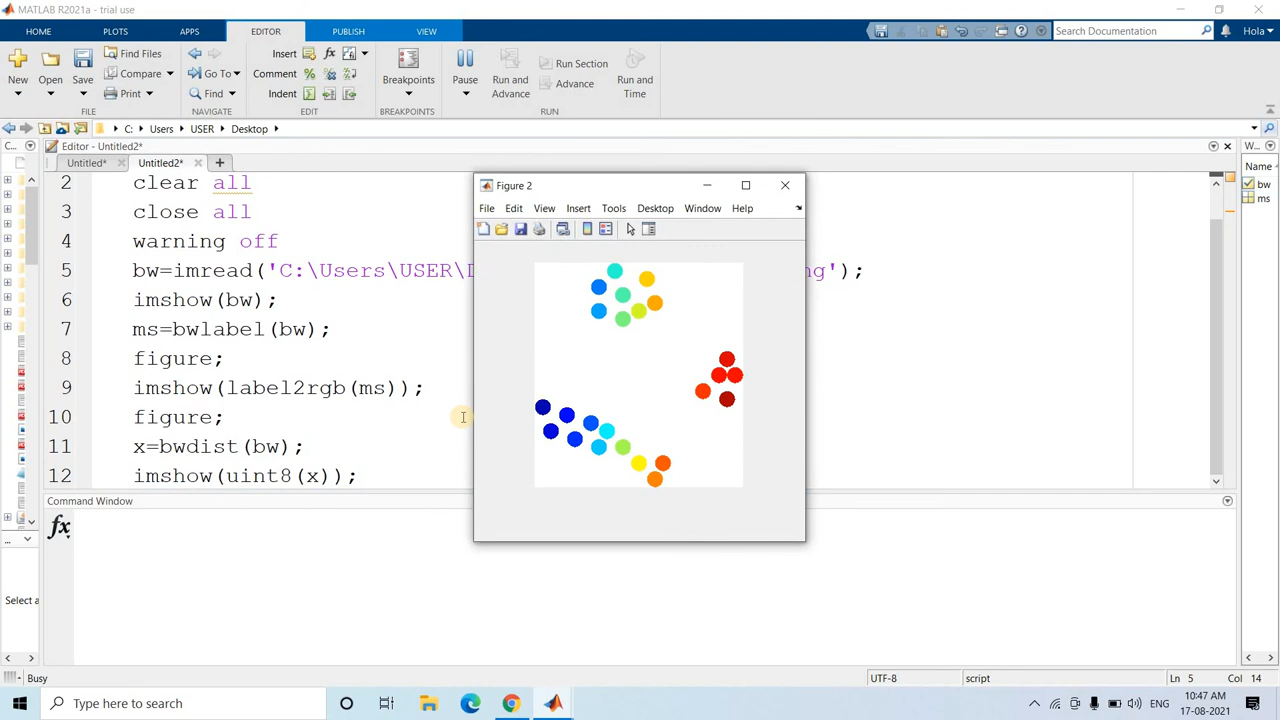 MATLAB R2021a - trial use
HOME PLOTS APPS EDITOR PUBLISH VIEW
Search Documentation
Hola
New
Open
Save
Find Files
Compare
Print
Go To
Find
Insert
Comment
Indent
Breakpoints
Pause
Run and Advance
Run Section
Advance
Run and Time
FILE NAVIGATE EDIT BREAKPOINTS RUN
C: Users USER Desktop
C...
Editor - Untitled2*
W...
Untitled* Untitled2*
Name
bw
ms
2 clear all
3 close all
4 warning off
5 bw=imread('C:\Users\USER\D ng');
6 imshow(bw);
7 ms=bwlabel(bw);
8 figure;
9 imshow(label2rgb(ms));
10 figure;
11 x=bwdist(bw);
12 imshow(uint8(x));
Figure 2
File Edit View Insert Tools Desktop Window Help
Command Window
fx
Select a
Busy
UTF-8 script Ln 5 Col 14
Type here to search
ENG
10:47 AM
17-08-2021